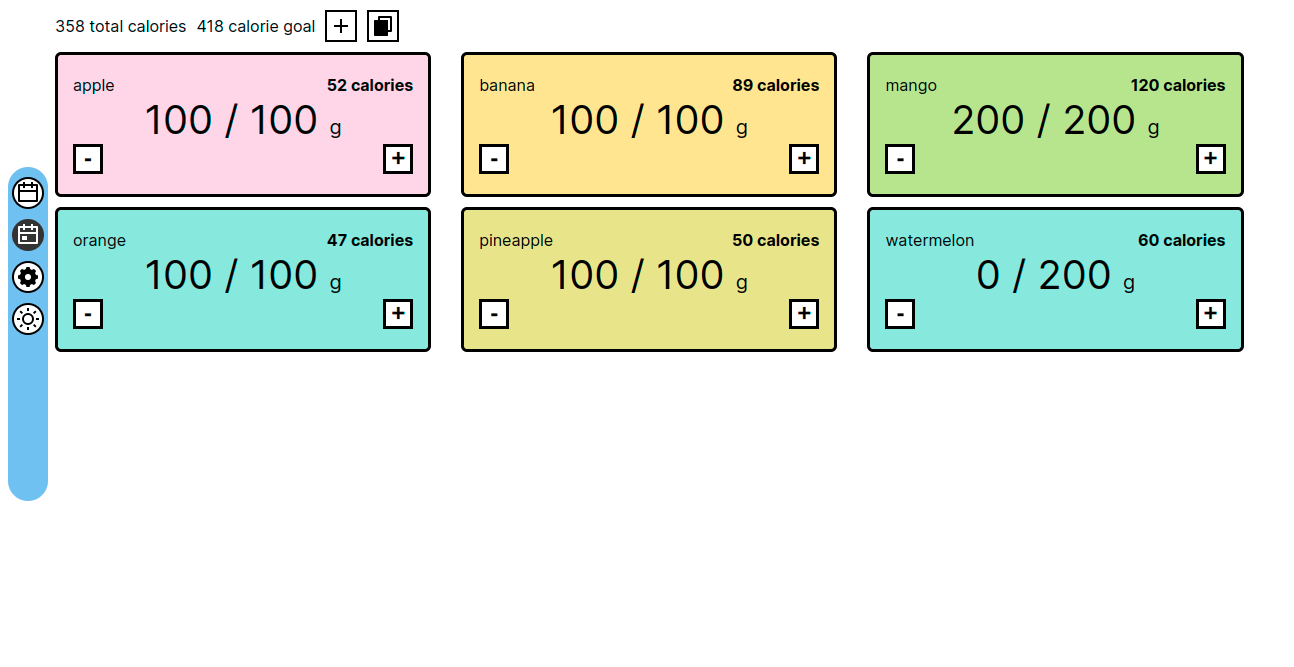 358 total calories 418 calorie goal +
apple 52 calories
100 / 100 g
- +
banana 89 calories
100 / 100 g
- +
mango 120 calories
200 / 200 g
- +
orange 47 calories
100 / 100 g
- +
pineapple 50 calories
100 / 100 g
- +
watermelon 60 calories
0 / 200 g
- +